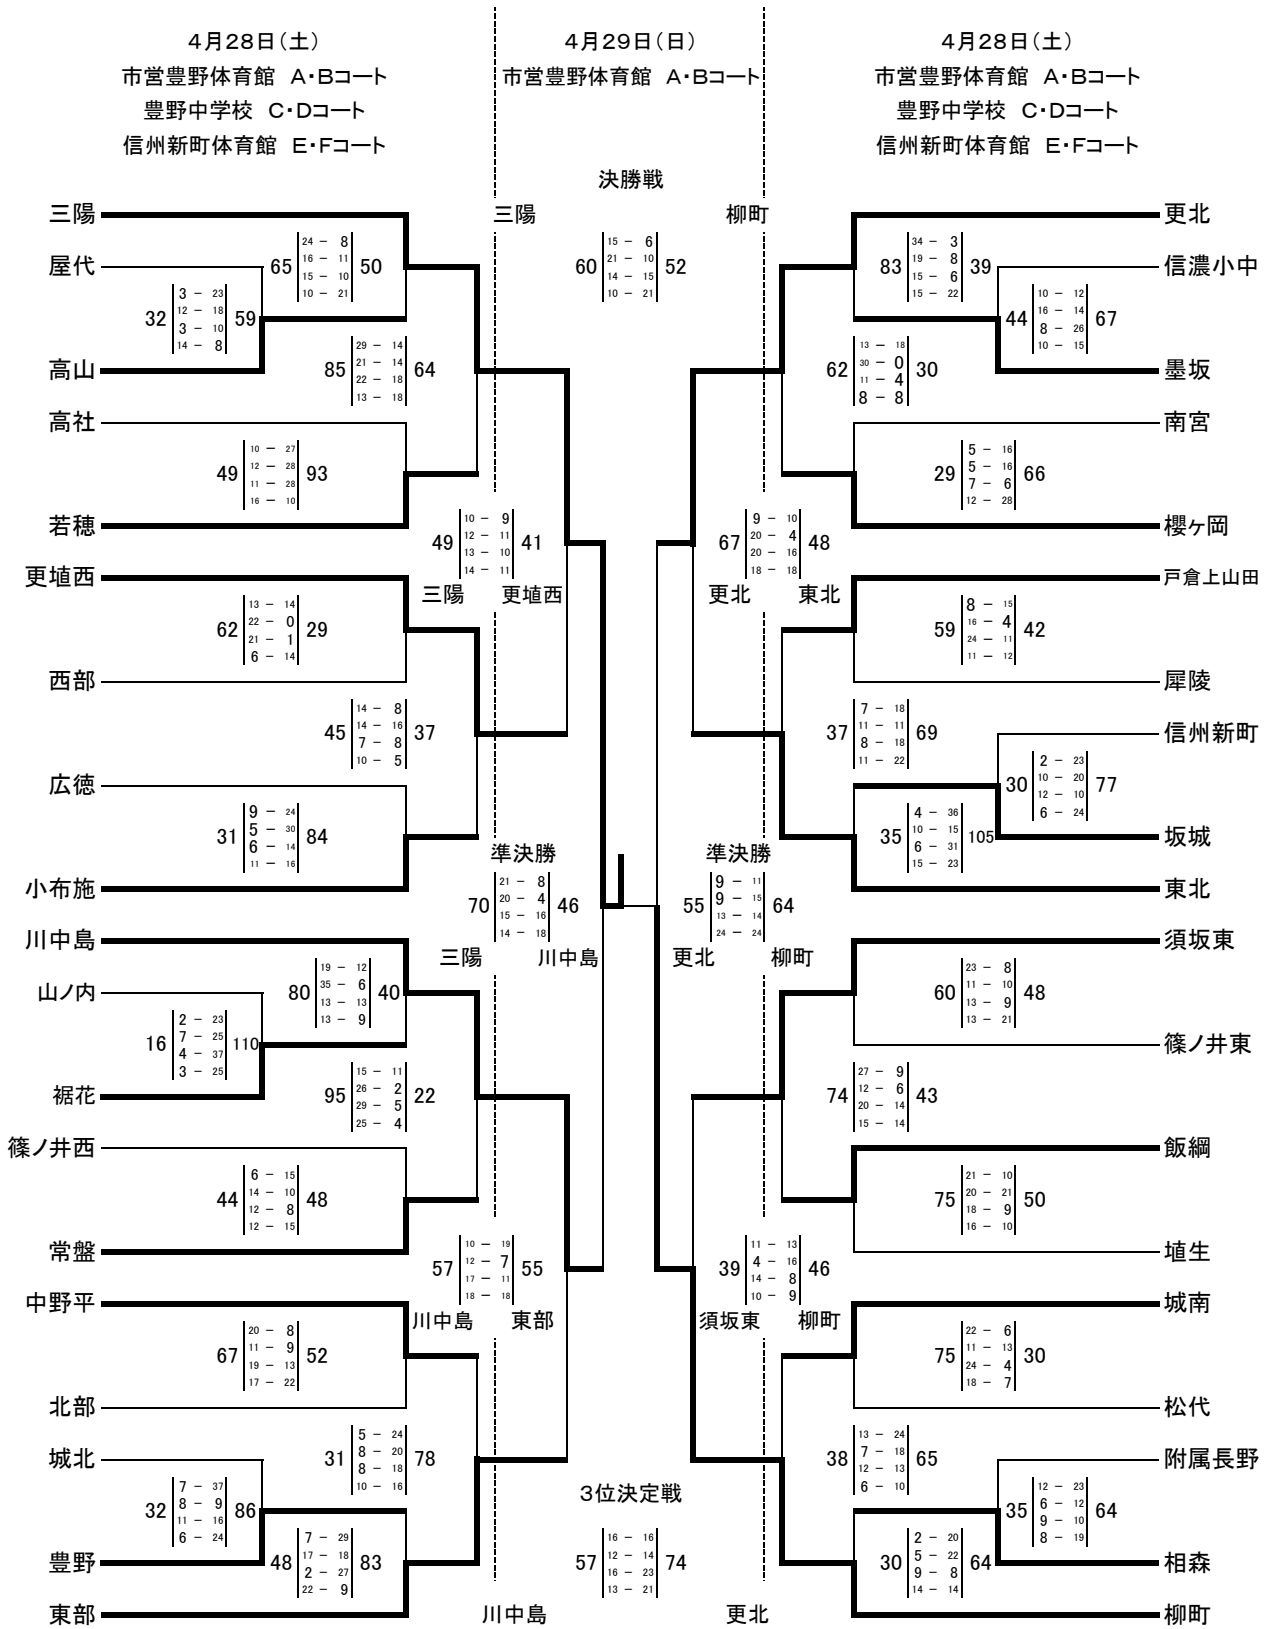 4月28日(土)
市営豊野体育館 A・Bコート
豊野中学校 C・Dコート
信州新町体育館 E・Fコート
4月29日(日)
市営豊野体育館 A・Bコート
4月28日(土)
市営豊野体育館 A・Bコート
豊野中学校 C・Dコート
信州新町体育館 E・Fコート
決勝戦
三陽 柳町
60 52
15 - 6
21 - 10
14 - 15
10 - 21
三陽
屋代
高山
高社
若穂
更埴西
西部
広徳
小布施
川中島
山ノ内
裾花
篠ノ井西
常盤
中野平
北部
城北
豊野
東部
65 50
24 - 8
16 - 11
15 - 10
10 - 21
32 59
3 - 23
12 - 18
3 - 10
14 - 8
85 64
29 - 14
21 - 14
22 - 18
13 - 18
49 93
10 - 27
12 - 28
11 - 28
16 - 10
49 41
10 - 9
12 - 11
13 - 10
14 - 11
三陽 更埴西
62 29
13 - 14
22 - 0
21 - 1
6 - 14
45 37
14 - 8
14 - 16
7 - 8
10 - 5
31 84
9 - 24
5 - 30
6 - 14
11 - 16
準決勝
70 46
21 - 8
20 - 4
15 - 16
14 - 18
三陽 川中島
80 40
19 - 12
35 - 6
13 - 13
13 - 9
16 110
2 - 23
7 - 25
4 - 37
3 - 25
95 22
15 - 11
26 - 2
29 - 5
25 - 4
44 48
6 - 15
14 - 10
12 - 8
12 - 15
57 55
10 - 19
12 - 7
17 - 11
18 - 18
川中島 東部
67 52
20 - 8
11 - 9
19 - 13
17 - 22
31 78
5 - 24
8 - 20
8 - 18
10 - 16
32 86
7 - 37
8 - 9
11 - 16
6 - 24
48 83
7 - 29
17 - 18
2 - 27
22 - 9
更北
信濃小中
墨坂
南宮
櫻ヶ岡
戸倉上山田
犀陵
信州新町
坂城
東北
須坂東
篠ノ井東
飯綱
埴生
城南
松代
附属長野
相森
柳町
83 39
34 - 3
19 - 8
15 - 6
15 - 22
44 67
10 - 12
16 - 14
8 - 26
10 - 15
62 30
13 - 18
30 - 0
11 - 4
8 - 8
29 66
5 - 16
5 - 16
7 - 6
12 - 28
67 48
9 - 10
20 - 4
20 - 16
18 - 18
更北 東北
59 42
8 - 15
16 - 4
24 - 11
11 - 12
37 69
7 - 18
11 - 11
8 - 18
11 - 22
30 77
2 - 23
10 - 20
12 - 10
6 - 24
35 105
4 - 36
10 - 15
6 - 31
15 - 23
準決勝
55 64
9 - 11
9 - 15
13 - 14
24 - 24
更北 柳町
60 48
23 - 8
11 - 10
13 - 9
13 - 21
74 43
27 - 9
12 - 6
20 - 14
15 - 14
75 50
21 - 10
20 - 21
18 - 9
16 - 10
39 46
11 - 13
4 - 16
14 - 8
10 - 9
須坂東 柳町
75 30
22 - 6
11 - 13
24 - 4
18 - 7
38 65
13 - 24
7 - 18
12 - 13
6 - 10
35 64
12 - 23
6 - 12
9 - 10
8 - 19
30 64
2 - 20
5 - 22
9 - 8
14 - 14
3位決定戦
57 74
16 - 16
12 - 14
16 - 23
13 - 21
川中島 更北